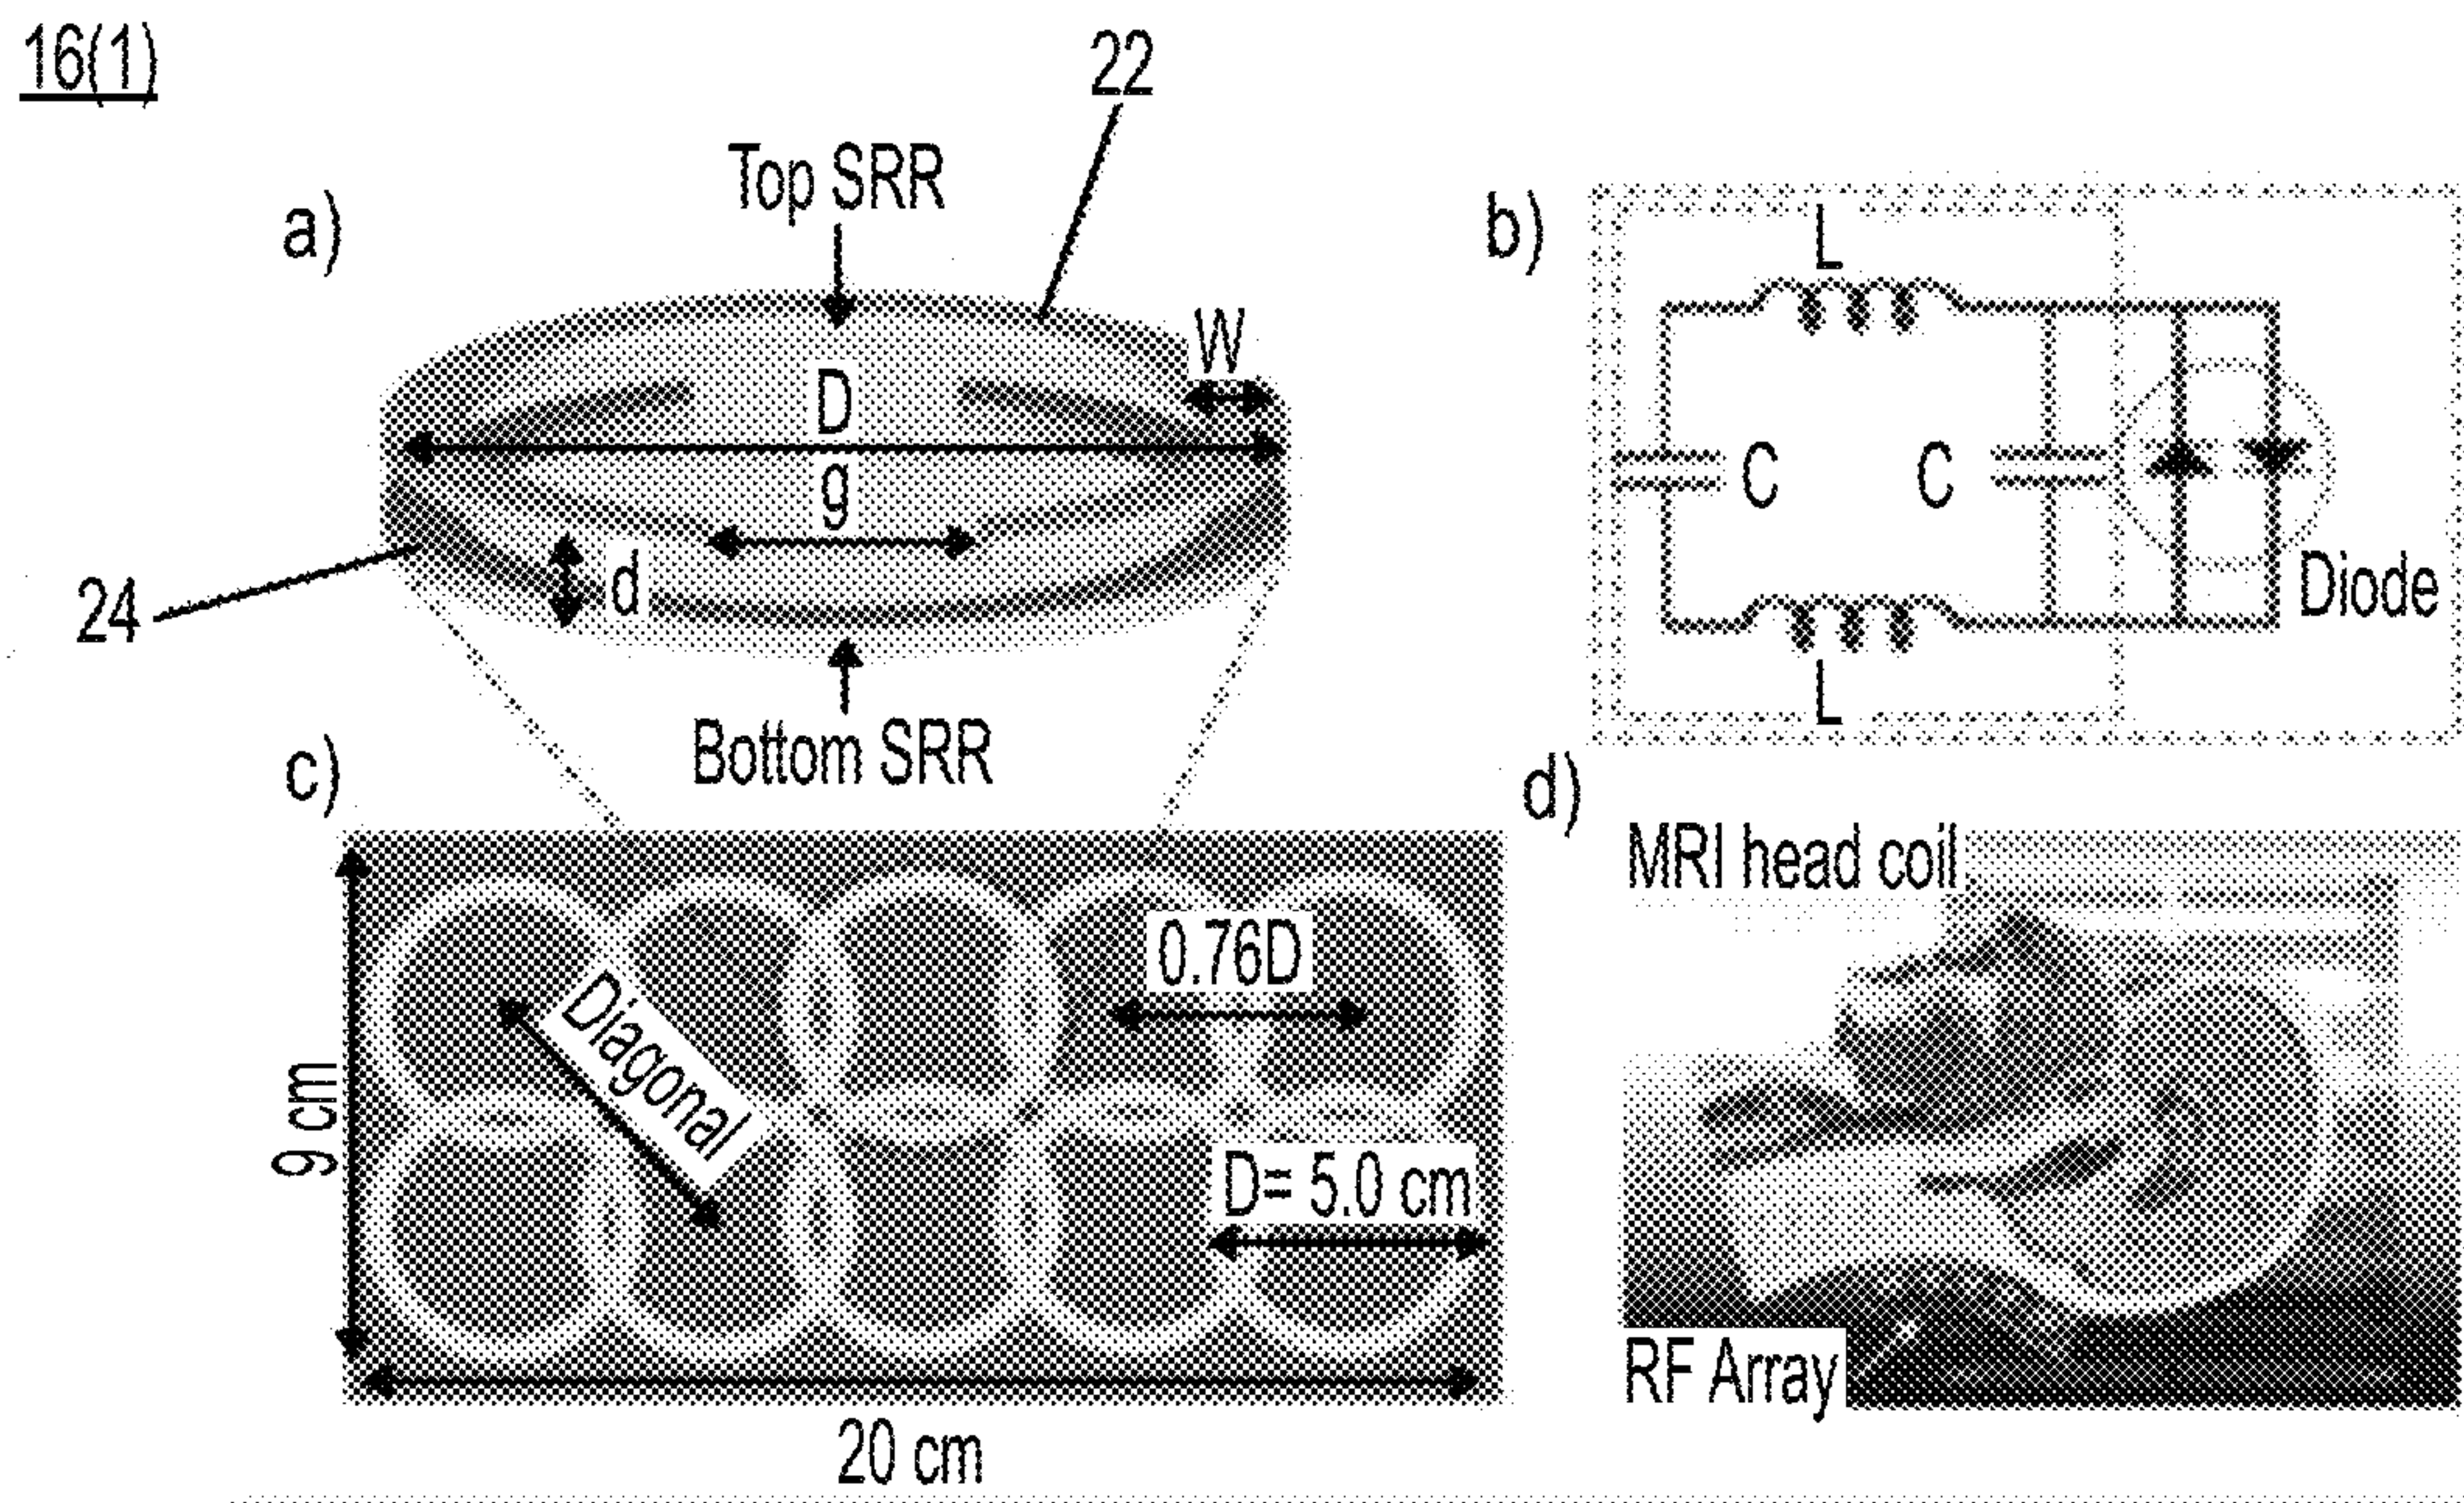 16(1)
22
a)
Top SRR
W
D
g
d
24
Bottom SRR
b)
L
C
C
Diode
L
c)
0.76D
Diagonal
9 cm
D= 5.0 cm
20 cm
d)
MRI head coil
RF Array